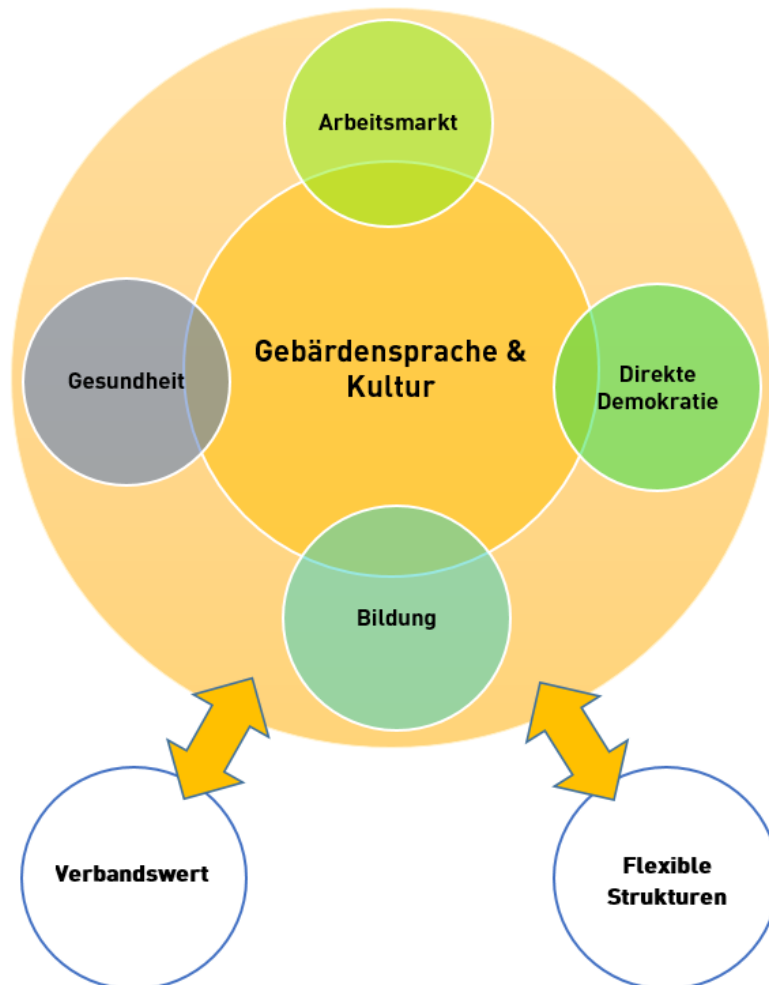 Arbeitsmarkt
Gebärdensprache &
Kultur
Gesundheit
Direkte
Demokratie
Bildung
Verbandswert
Flexible
Strukturen